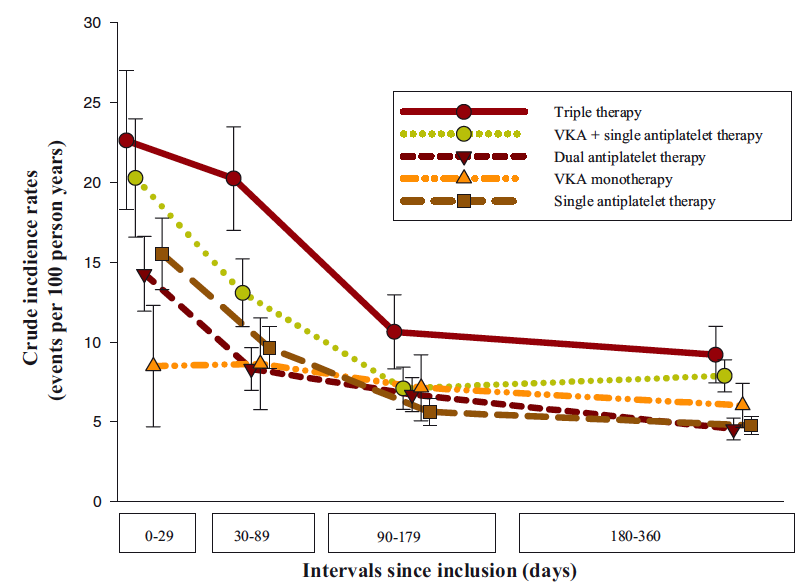 30
25
20
15
10
5
0
Crude incdience rates
(events per 100 person years)
Triple therapy
VKA + single antiplatelet therapy
Dual antiplatelet therapy
VKA monotherapy
Single antiplatelet therapy
0-29
30-89
90-179
180-360
Intervals since inclusion (days)